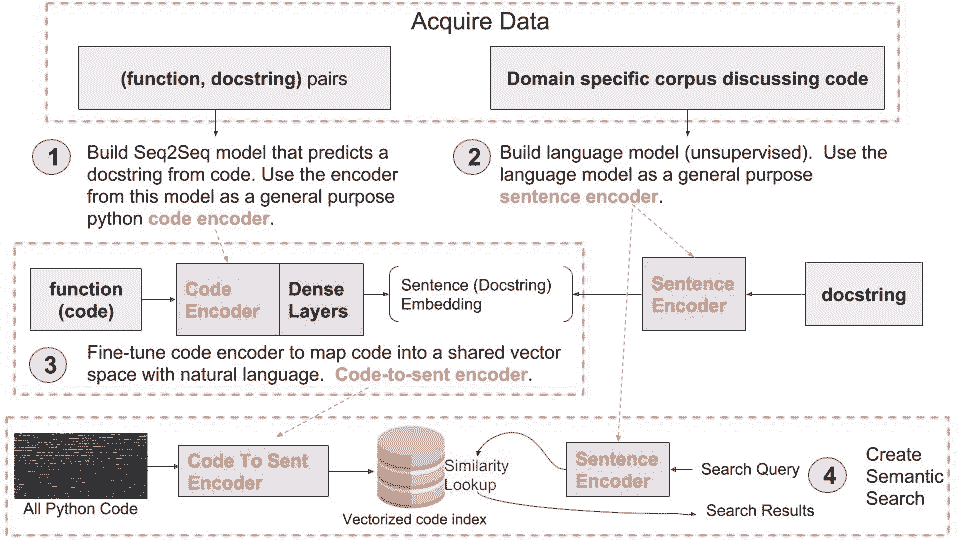 Acquire Data
(function, docstring) pairs
Domain specific corpus discussing code
1
Build Seq2Seq model that predicts a
docstring from code. Use the encoder
from this model as a general purpose
python code encoder.
2
Build language model (unsupervised). Use the
language model as a general purpose
sentence encoder.
function
(code)
Code
Encoder
Dense
Layers
Sentence (Docstring)
Embedding
Sentence
Encoder
docstring
3
Fine-tune code encoder to map code into a shared vector
space with natural language. Code-to-sent encoder.
All Python Code
Code To Sent
Encoder
Vectorized code index
Similarity
Lookup
Sentence
Encoder
Search Query
Search Results
4
Create
Semantic
Search